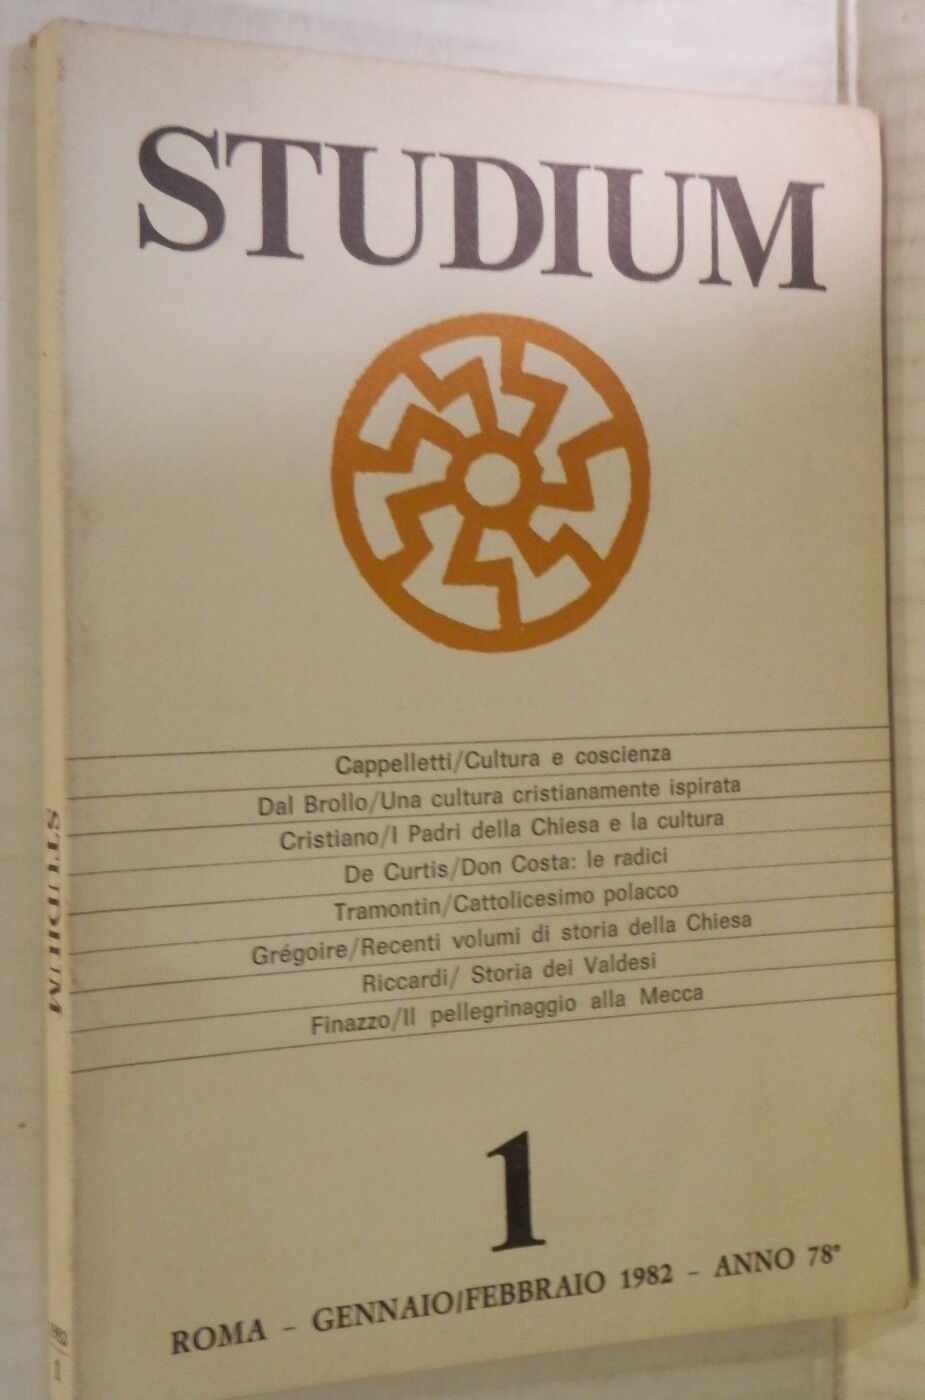 STUDIUM
Cappelletti/Cultura e coscienza
Dal Brollo/Una cultura cristianamente ispirata
Cristiano/I Padri della Chiesa e la cultura
De Curtis/Don Costa: le radici
Tramontin/Cattolicesimo polacco
Grégoire/Recenti volumi di storia della Chiesa
Riccardi/ Storia dei Valdesi
Finazzo/Il pellegrinaggio alla Mecca
1
ROMA - GENNAIO/FEBBRAIO 1982 - ANNO 78°
STUDIUM
1982
1